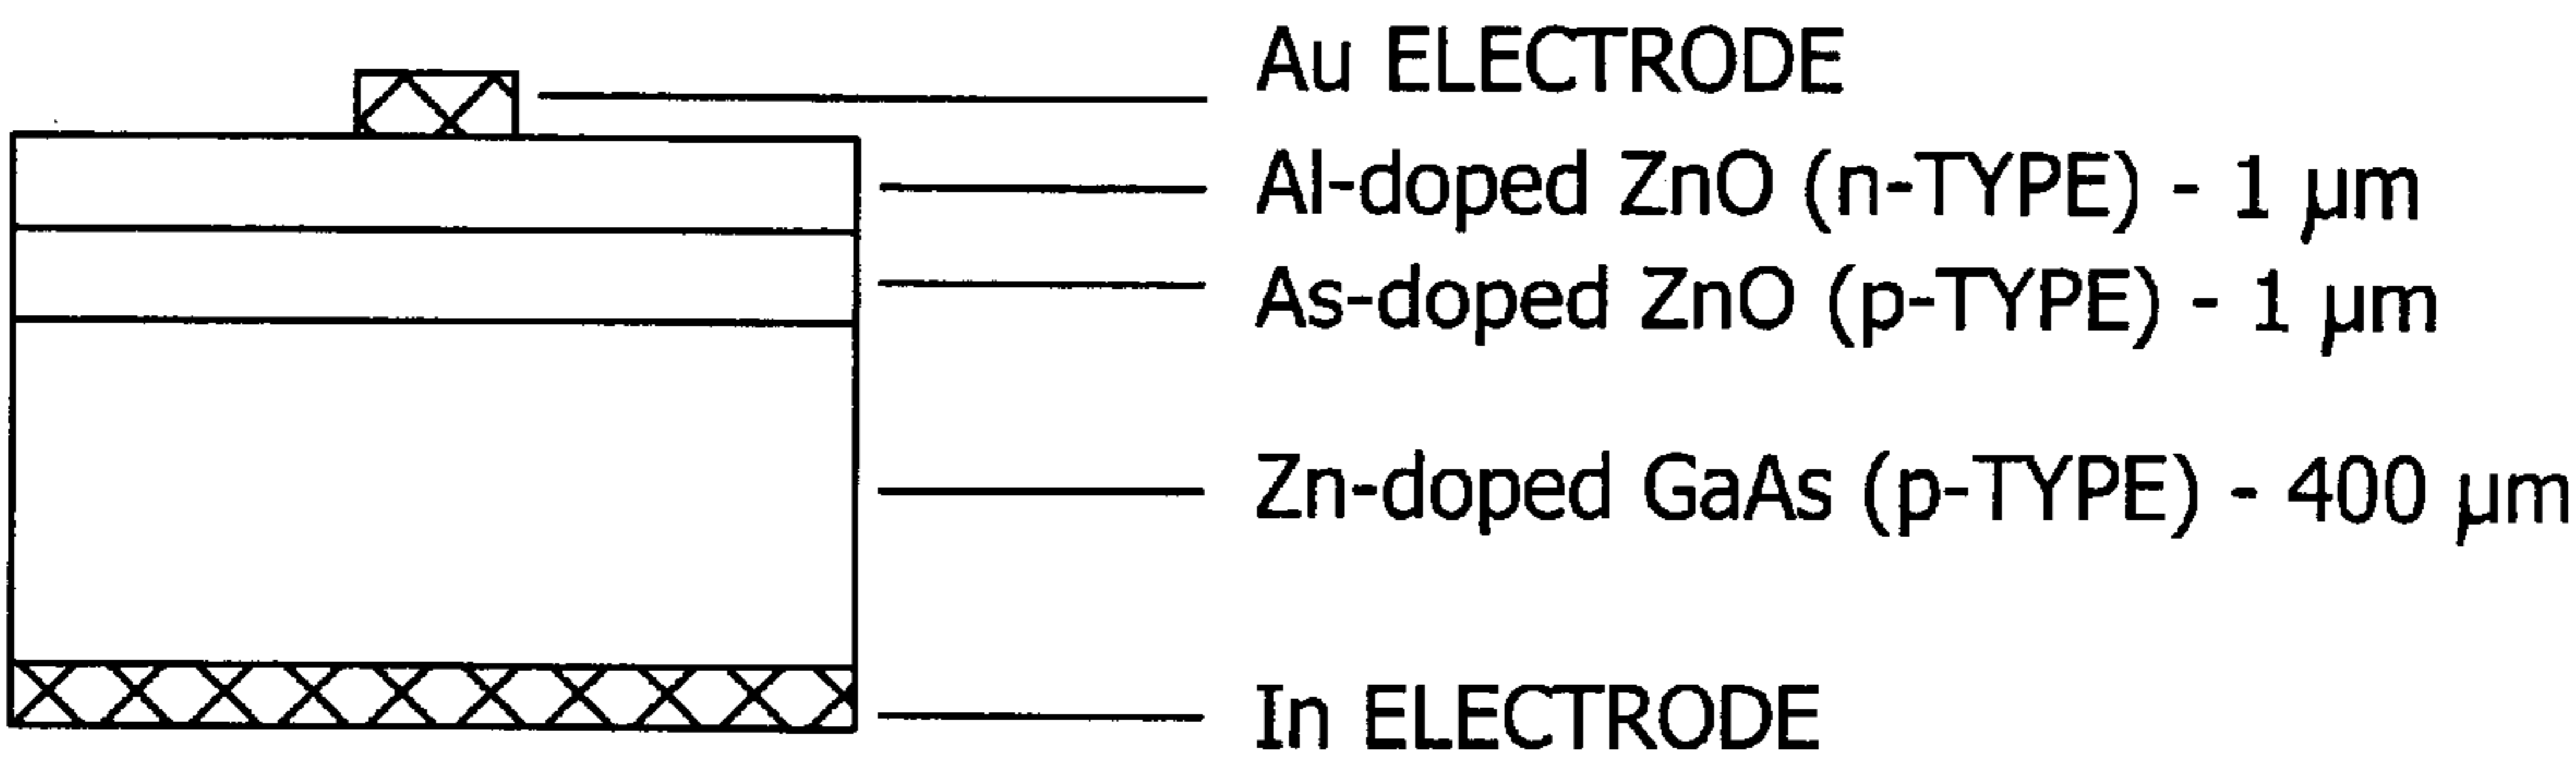 Au ELECTRODE
Al-doped ZnO (n-TYPE) - 1 µm
As-doped ZnO (p-TYPE) - 1 µm
Zn-doped GaAs (p-TYPE) - 400 µm
In ELECTRODE